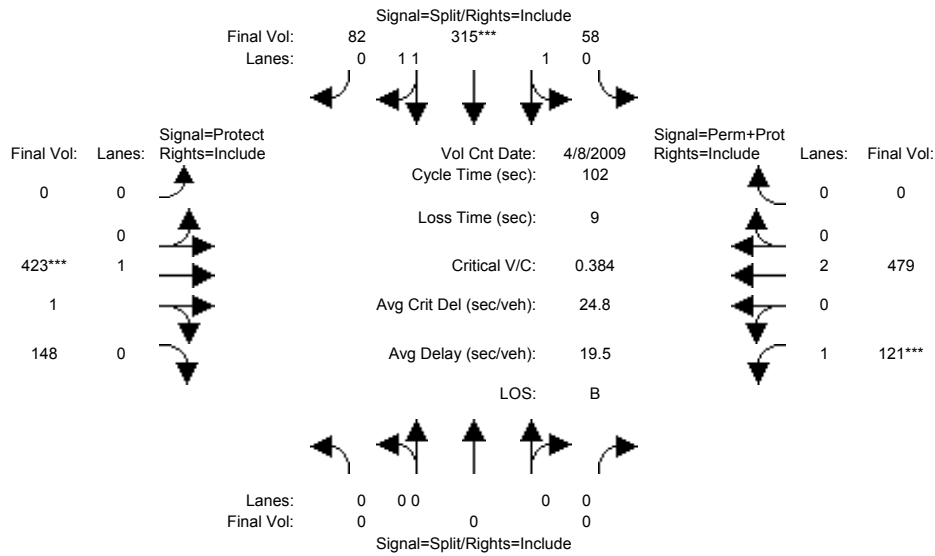 Signal=Split/Rights=Include
Final Vol: 82 315*** 58
Lanes: 0 1 1 1 0
Signal=Protect
Final Vol: Lanes: Rights=Include
Vol Cnt Date: 4/8/2009
Signal=Perm+Prot
Rights=Include Lanes: Final Vol:
Cycle Time (sec): 102
0 0
0 0
Loss Time (sec): 9
0
0
423*** 1
Critical V/C: 0.384
2 479
1
Avg Crit Del (sec/veh): 24.8
0
148 0
Avg Delay (sec/veh): 19.5
1 121***
LOS: B
Lanes: 0 0 0 0 0
Final Vol: 0 0 0
Signal=Split/Rights=Include